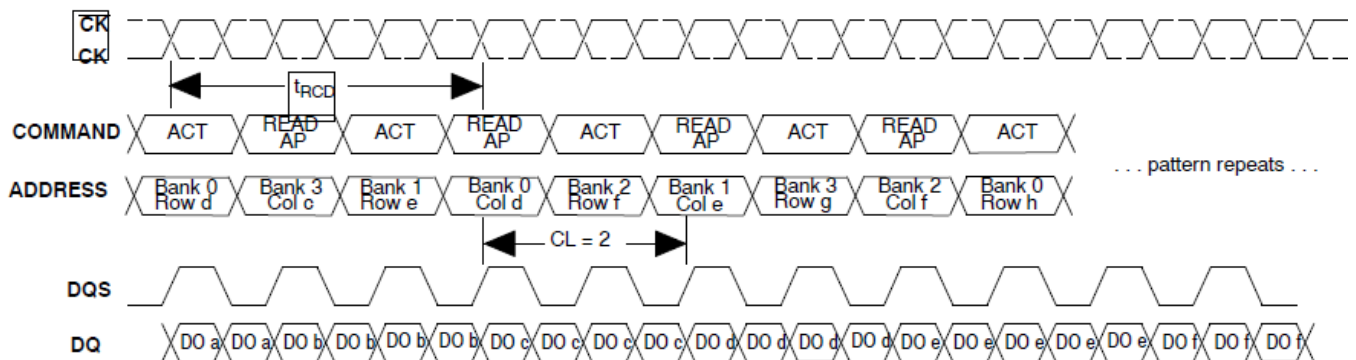 CK
CK
tRCD
COMMAND ACT READ AP ACT READ AP ACT READ AP ACT READ AP ACT
ADDRESS Bank 0 Row d Bank 3 Col c Bank 1 Row e Bank 0 Col d Bank 2 Row f Bank 1 Col e Bank 3 Row g Bank 2 Col f Bank 0 Row h
. . . pattern repeats . . .
CL = 2
DQS
DQ DO a DO a DO b DO b DO b DO b DO c DO c DO c DO c DO d DO d DO d DO d DO e DO e DO e DO e DO e DO f DO f DO f